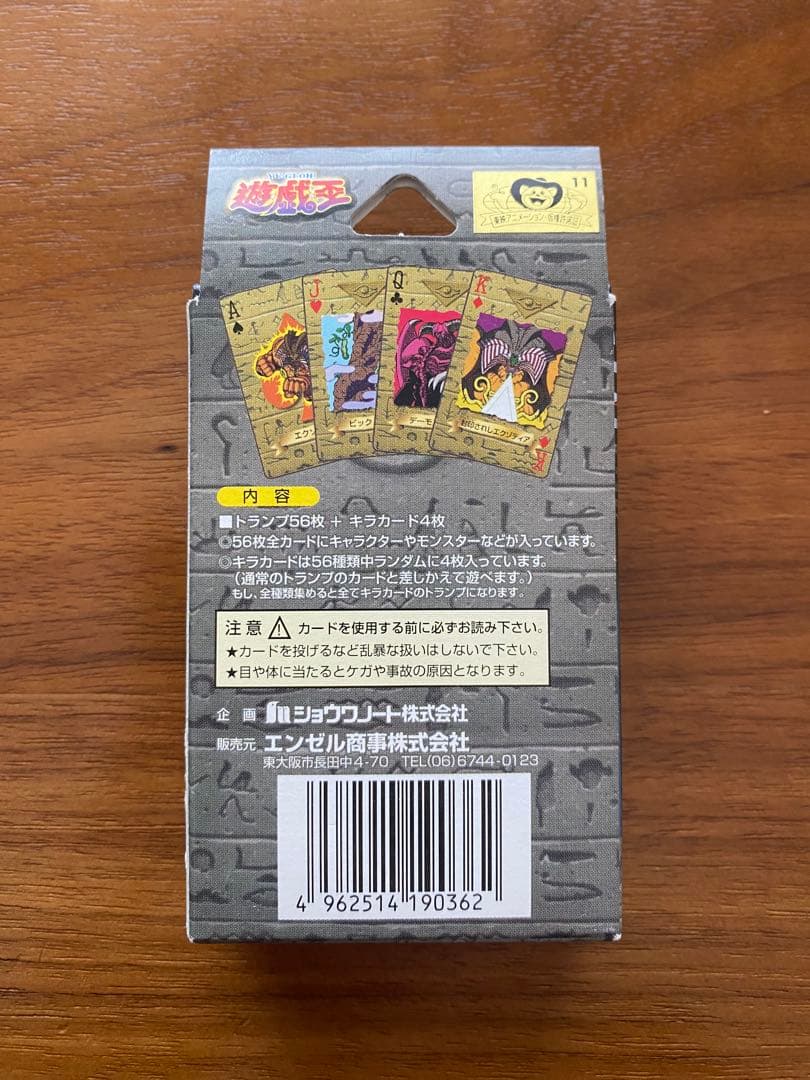 YU-GI-OH
遊戯王
11
東映アニメーション・版権許諾証
A
J
Q
K
ビック
デーモ
封印されしエクゾディア
K
内容
■トランプ56枚 + キラカード4枚
◎56枚全カードにキャラクターやモンスターなどが入っています。
◎キラカードは56種類中ランダムに4枚入っています。
(通常のトランプのカードと差しかえて遊べます。)
もし、全種類集めると全てキラカードのトランプになります。
注意 ⚠ カードを使用する前に必ずお読み下さい。
★カードを投げるなど乱暴な扱いはしないで下さい。
★目や体に当たるとケガや事故の原因となります。
企画 ショウワノート株式会社
販売元 エンゼル商事株式会社
東大阪市長田中4-70 TEL(06)6744-0123
4 962514 190362